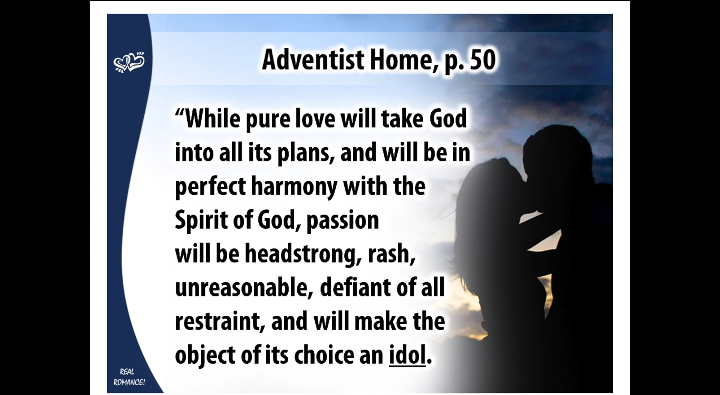 Adventist Home, p. 50
“While pure love will take God
into all its plans, and will be in
perfect harmony with the
Spirit of God, passion
will be headstrong, rash,
unreasonable, defiant of all
restraint, and will make the
object of its choice an idol.
REAL
ROMANCE!